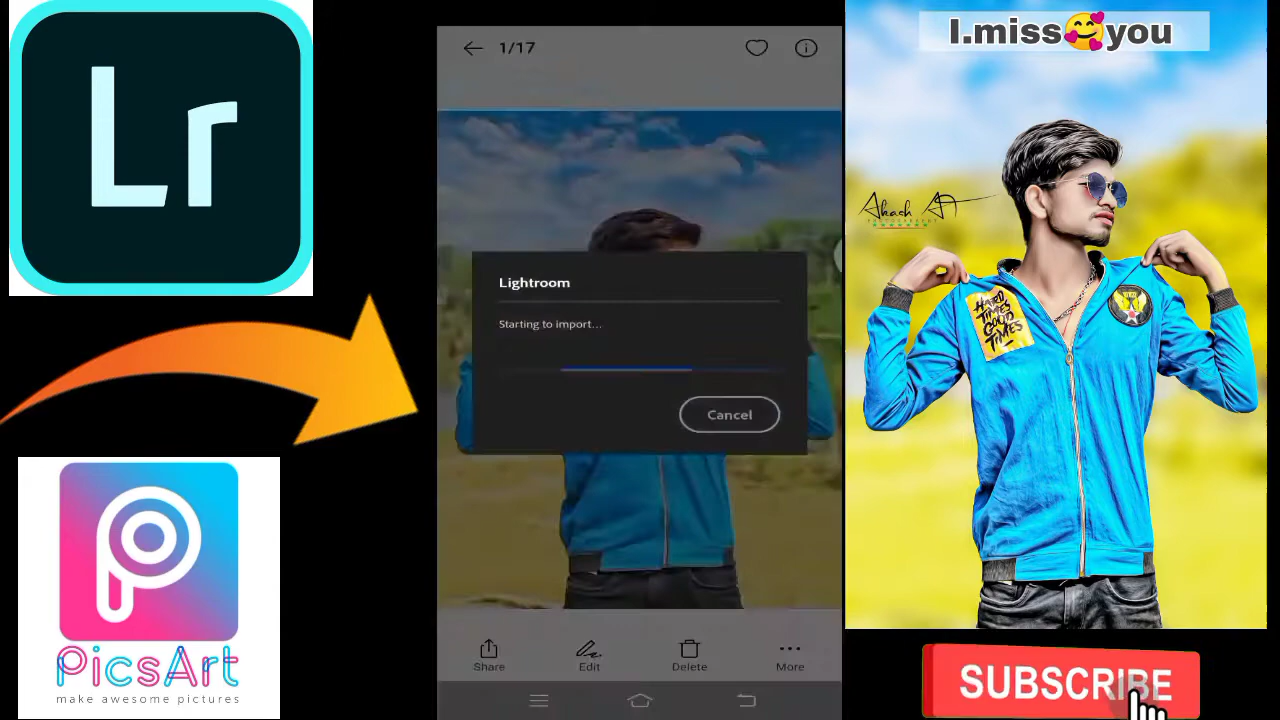 Lr
PicsArt
make awesome pictures
1/17
Lightroom
Starting to import...
Cancel
Share
Edit
Delete
More
I.miss🥰you
Akash
HARD
TIMES
GOOD
TIMES
SUBSCRIBE